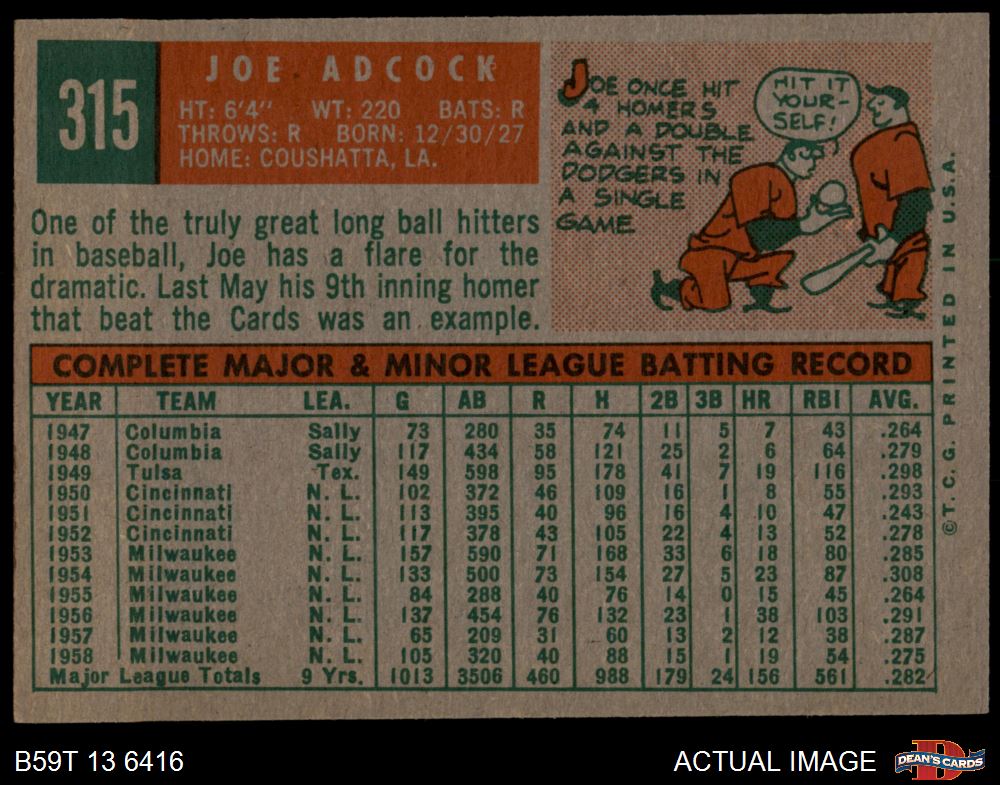 315
JOE ADCOCK
HT: 6'4" WT: 220 BATS: R
THROWS: R BORN: 12/30/27
HOME: COUSHATTA, LA.
JOE ONCE HIT
4 HOMERS
AND A DOUBLE
AGAINST THE
DODGERS IN
A SINGLE
GAME
HIT IT
YOUR-
SELF!
One of the truly great long ball hitters
in baseball, Joe has a flare for the
dramatic. Last May his 9th inning homer
that beat the Cards was an example.
COMPLETE MAJOR & MINOR LEAGUE BATTING RECORD
YEAR TEAM LEA. G AB R H 2B 3B HR RBI AVG.
1947 Columbia Sally 73 280 35 74 11 5 7 43 .264
1948 Columbia Sally 117 434 58 121 25 2 6 64 .279
1949 Tulsa Tex. 149 598 95 178 41 7 19 116 .298
1950 Cincinnati N. L. 102 372 46 109 16 1 8 55 .293
1951 Cincinnati N. L. 113 395 40 96 16 4 10 47 .243
1952 Cincinnati N. L. 117 378 43 105 22 4 13 52 .278
1953 Milwaukee N. L. 157 590 71 168 33 6 18 80 .285
1954 Milwaukee N. L. 133 500 73 154 27 5 23 87 .308
1955 Milwaukee N. L. 84 288 40 76 14 0 15 45 .264
1956 Milwaukee N. L. 137 454 76 132 23 1 38 103 .291
1957 Milwaukee N. L. 65 209 31 60 13 2 12 38 .287
1958 Milwaukee N. L. 105 320 40 88 15 1 19 54 .275
Major League Totals 9 Yrs. 1013 3506 460 988 179 24 156 561 .282
©T.C.G. PRINTED IN U.S.A.
B59T 13 6416
ACTUAL IMAGE
D
DEAN'S CARDS